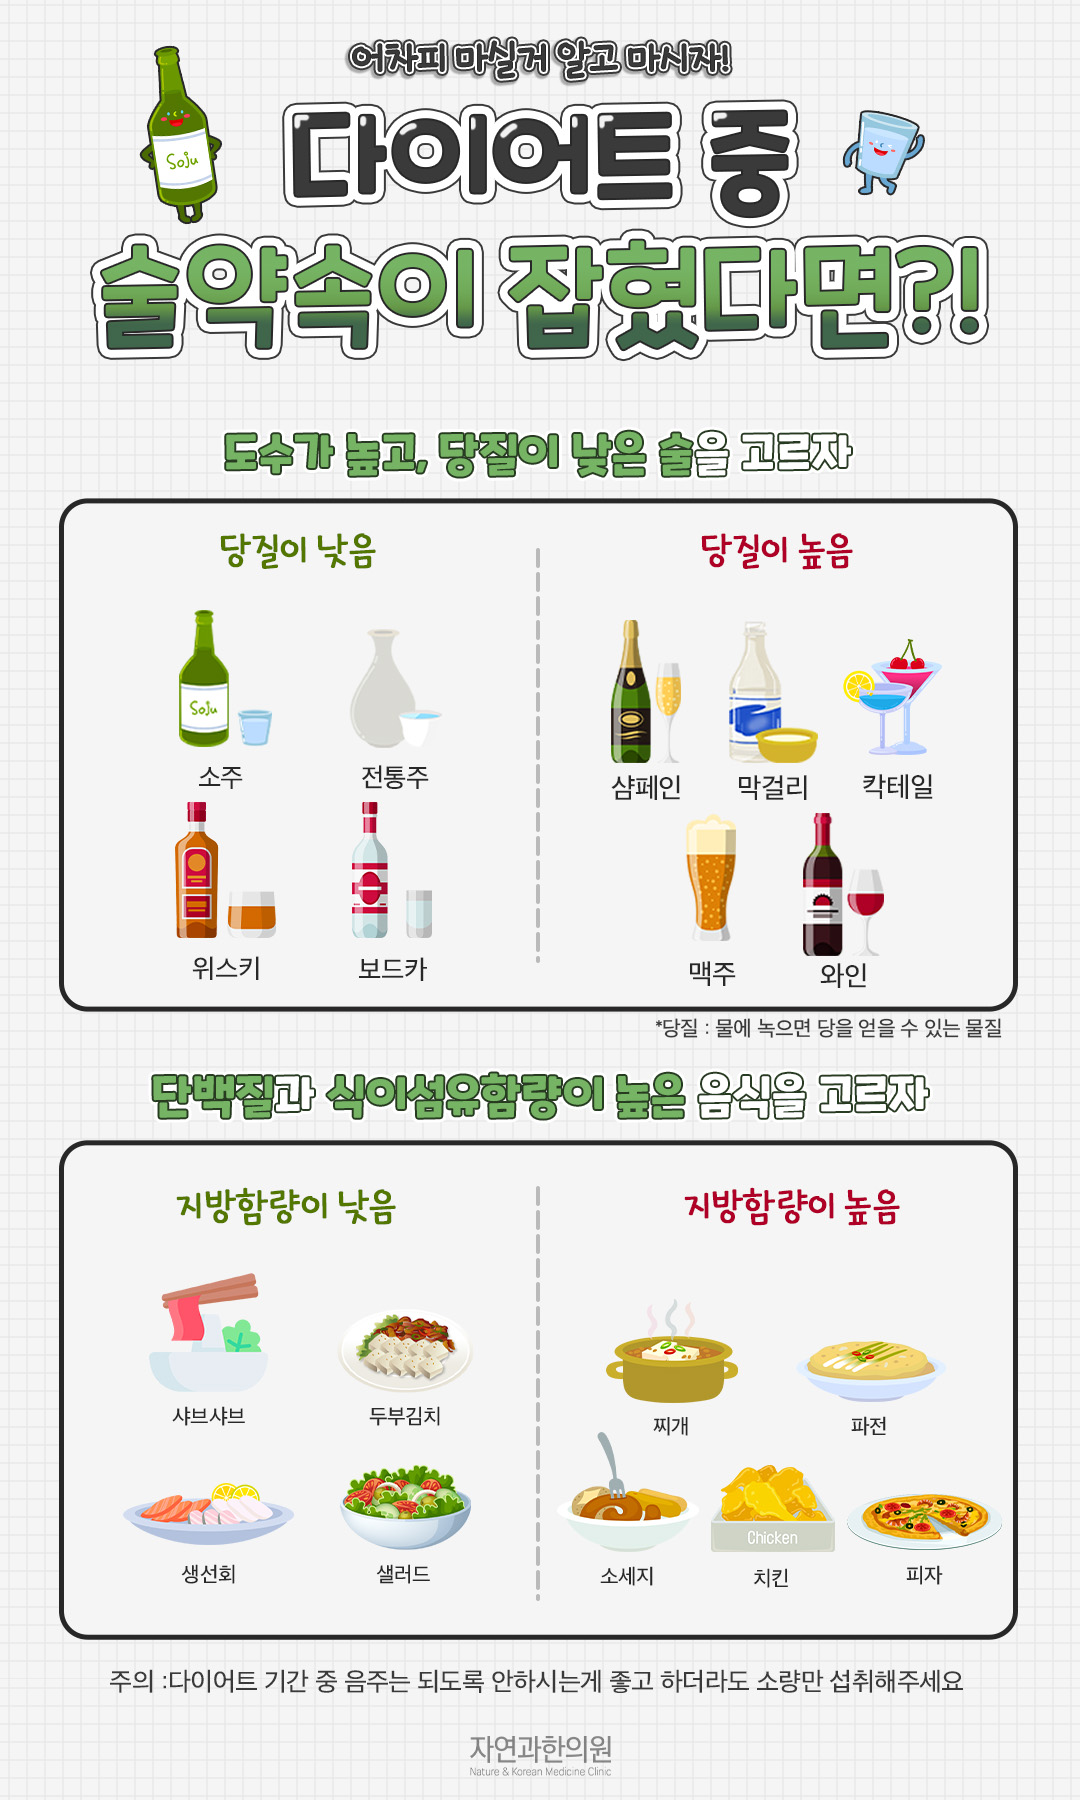 어차피 마실거 알고 마시자!
Soju
다이어트 중
술약속이 잡혔다면?!
도수가 높고, 당질이 낮은 술을 고르자
당질이 낮음
당질이 높음
Soju
소주
전통주
샴페인
막걸리
칵테일
위스키
보드카
맥주
와인
*당질 : 물에 녹으면 당을 얻을 수 있는 물질
단백질과 식이섬유함량이 높은 음식을 고르자
지방함량이 낮음
지방함량이 높음
샤브샤브
두부김치
찌개
파전
Chicken
생선회
샐러드
소세지
치킨
피자
주의 :다이어트 기간 중 음주는 되도록 안하시는게 좋고 하더라도 소량만 섭취해주세요
자연과한의원
Nature & Korean Medicine Clinic